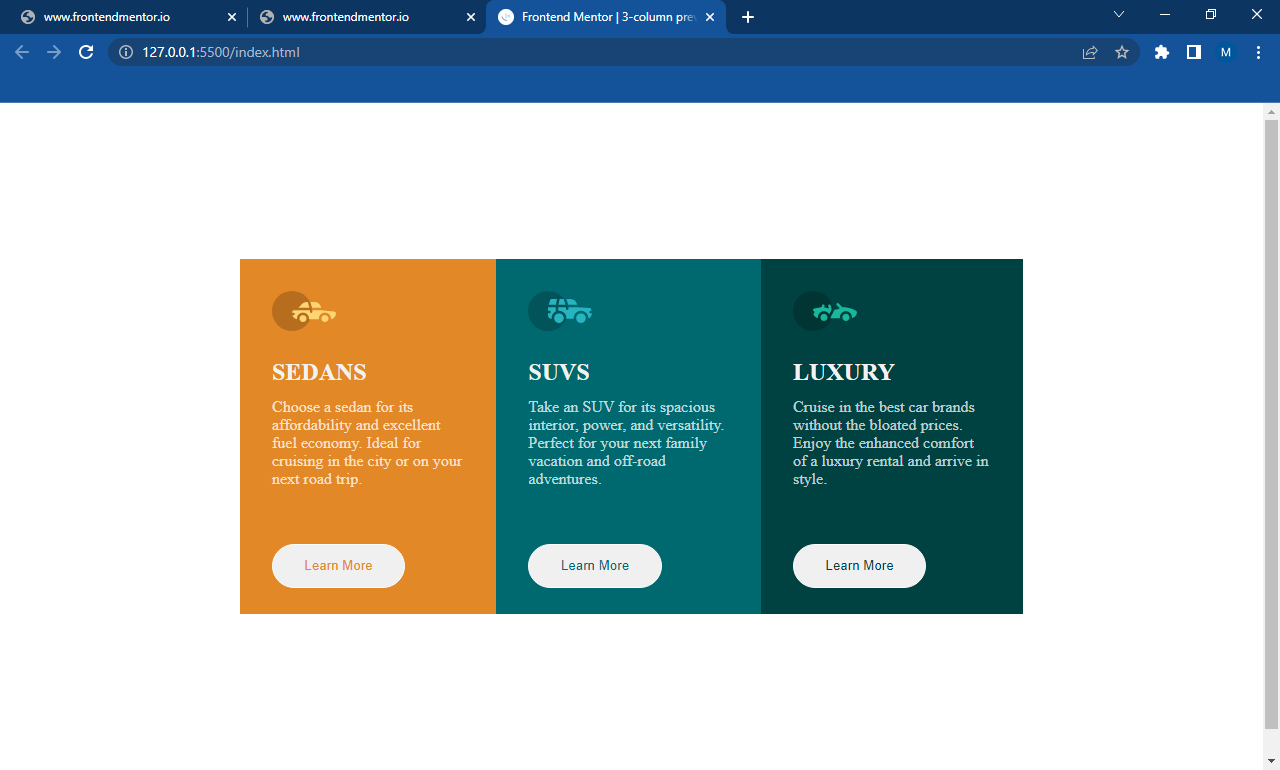 www.frontendmentor.io
www.frontendmentor.io
Frontend Mentor | 3-column prev
127.0.0.1:5500/index.html
M
SEDANS
Choose a sedan for its
affordability and excellent
fuel economy. Ideal for
cruising in the city or on your
next road trip.
Learn More
SUVS
Take an SUV for its spacious
interior, power, and versatility.
Perfect for your next family
vacation and off-road
adventures.
Learn More
LUXURY
Cruise in the best car brands
without the bloated prices.
Enjoy the enhanced comfort
of a luxury rental and arrive in
style.
Learn More